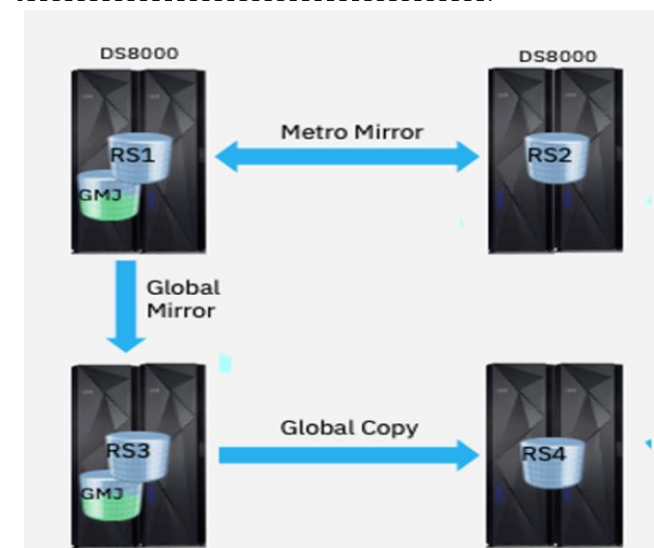 DS8000
DS8000
Metro Mirror
RS1
RS2
GMJ
Global
Mirror
Global Copy
RS3
RS4
GMJ